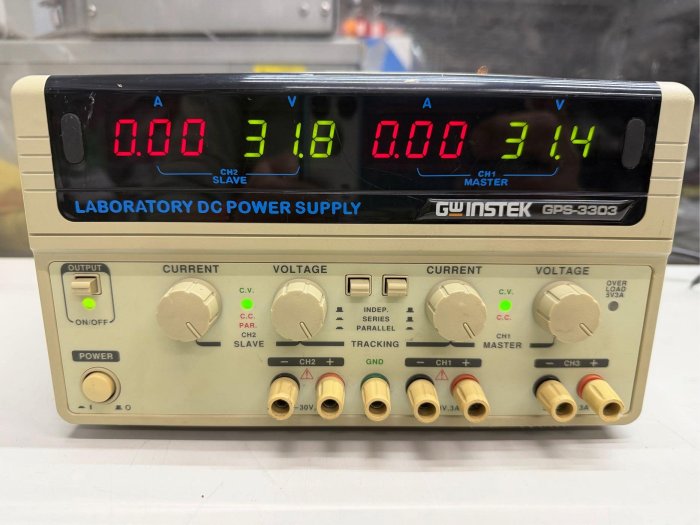 A V A V
0.00 31.8 0.00 31.4
CH2 CH1
SLAVE MASTER
LABORATORY DC POWER SUPPLY GWINSTEK GPS-3303
OUTPUT
ON/OFF
POWER
I O
CURRENT VOLTAGE CURRENT VOLTAGE
C.V. C.V.
C.C. C.C.
PAR.
CH2 CH1
SLAVE TRACKING MASTER
INDEP.
SERIES
PARALLEL
OVER
LOAD
5V3A
− CH2 + GND − CH1 + − CH3 +